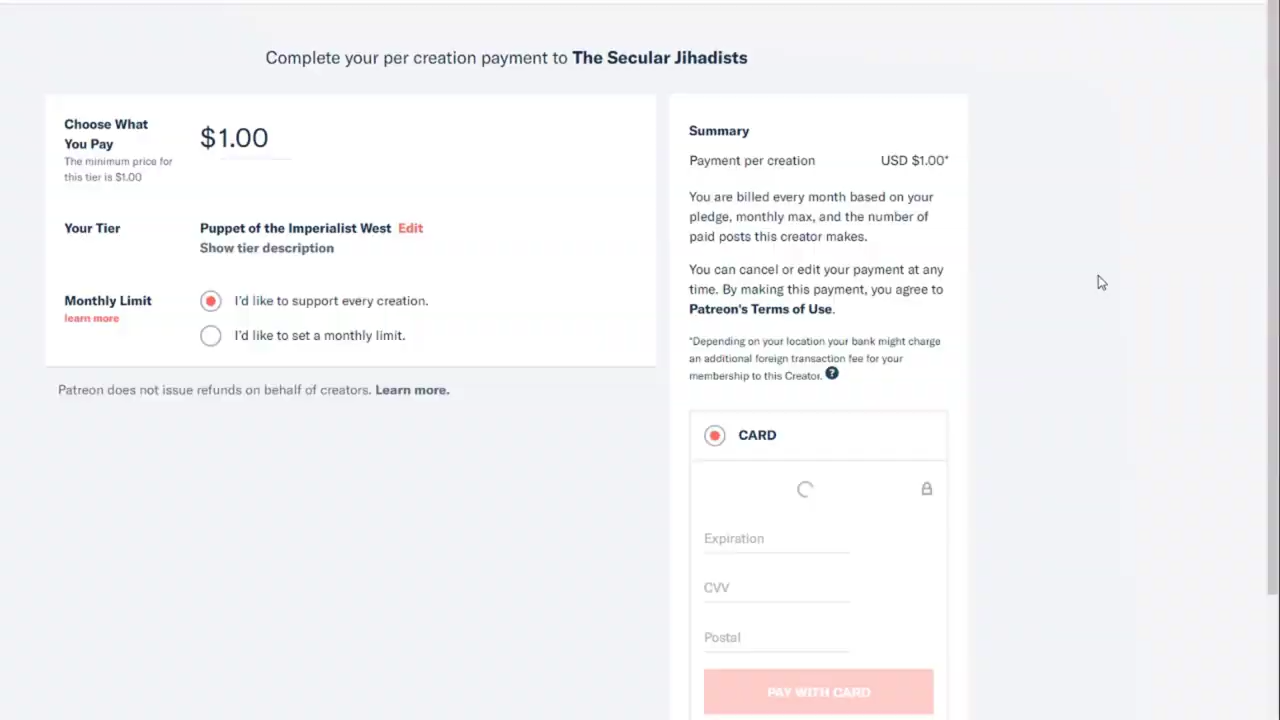 Complete your per creation payment to The Secular Jihadists
Choose What
You Pay
The minimum price for
this tier is $1.00
$1.00
Your Tier
Puppet of the Imperialist West Edit
Show tier description
Monthly Limit
learn more
I'd like to support every creation.
I'd like to set a monthly limit.
Patreon does not issue refunds on behalf of creators. Learn more.
Summary
Payment per creation USD $1.00*
You are billed every month based on your
pledge, monthly max, and the number of
paid posts this creator makes.
You can cancel or edit your payment at any
time. By making this payment, you agree to
Patreon's Terms of Use.
*Depending on your location your bank might charge
an additional foreign transaction fee for your
membership to this Creator. ?
CARD
Expiration
CVV
Postal
PAY WITH CARD